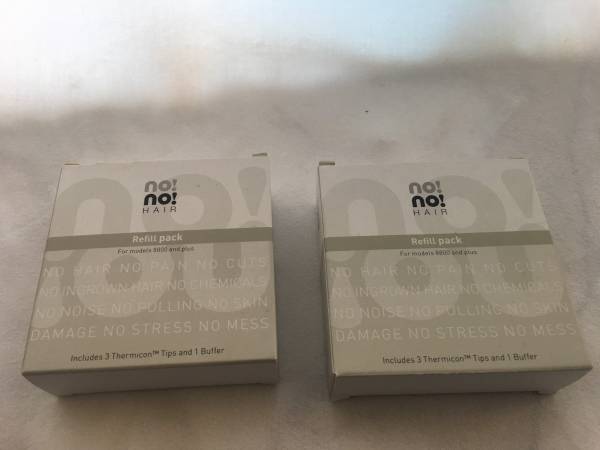 no!
no!
HAIR
Refill pack
For models 8800 and plus
NO HAIR NO PAIN NO CUTS
NO INGROWN HAIR NO CHEMICALS
NO NOISE NO PULLING NO SKIN
DAMAGE NO STRESS NO MESS
Includes 3 Thermicon™ Tips and 1 Buffer
no!
no!
HAIR
Refill pack
For models 8800 and plus
NO HAIR NO PAIN NO CUTS
NO INGROWN HAIR NO CHEMICALS
NO NOISE NO PULLING NO SKIN
DAMAGE NO STRESS NO MESS
Includes 3 Thermicon™ Tips and 1 Buffer